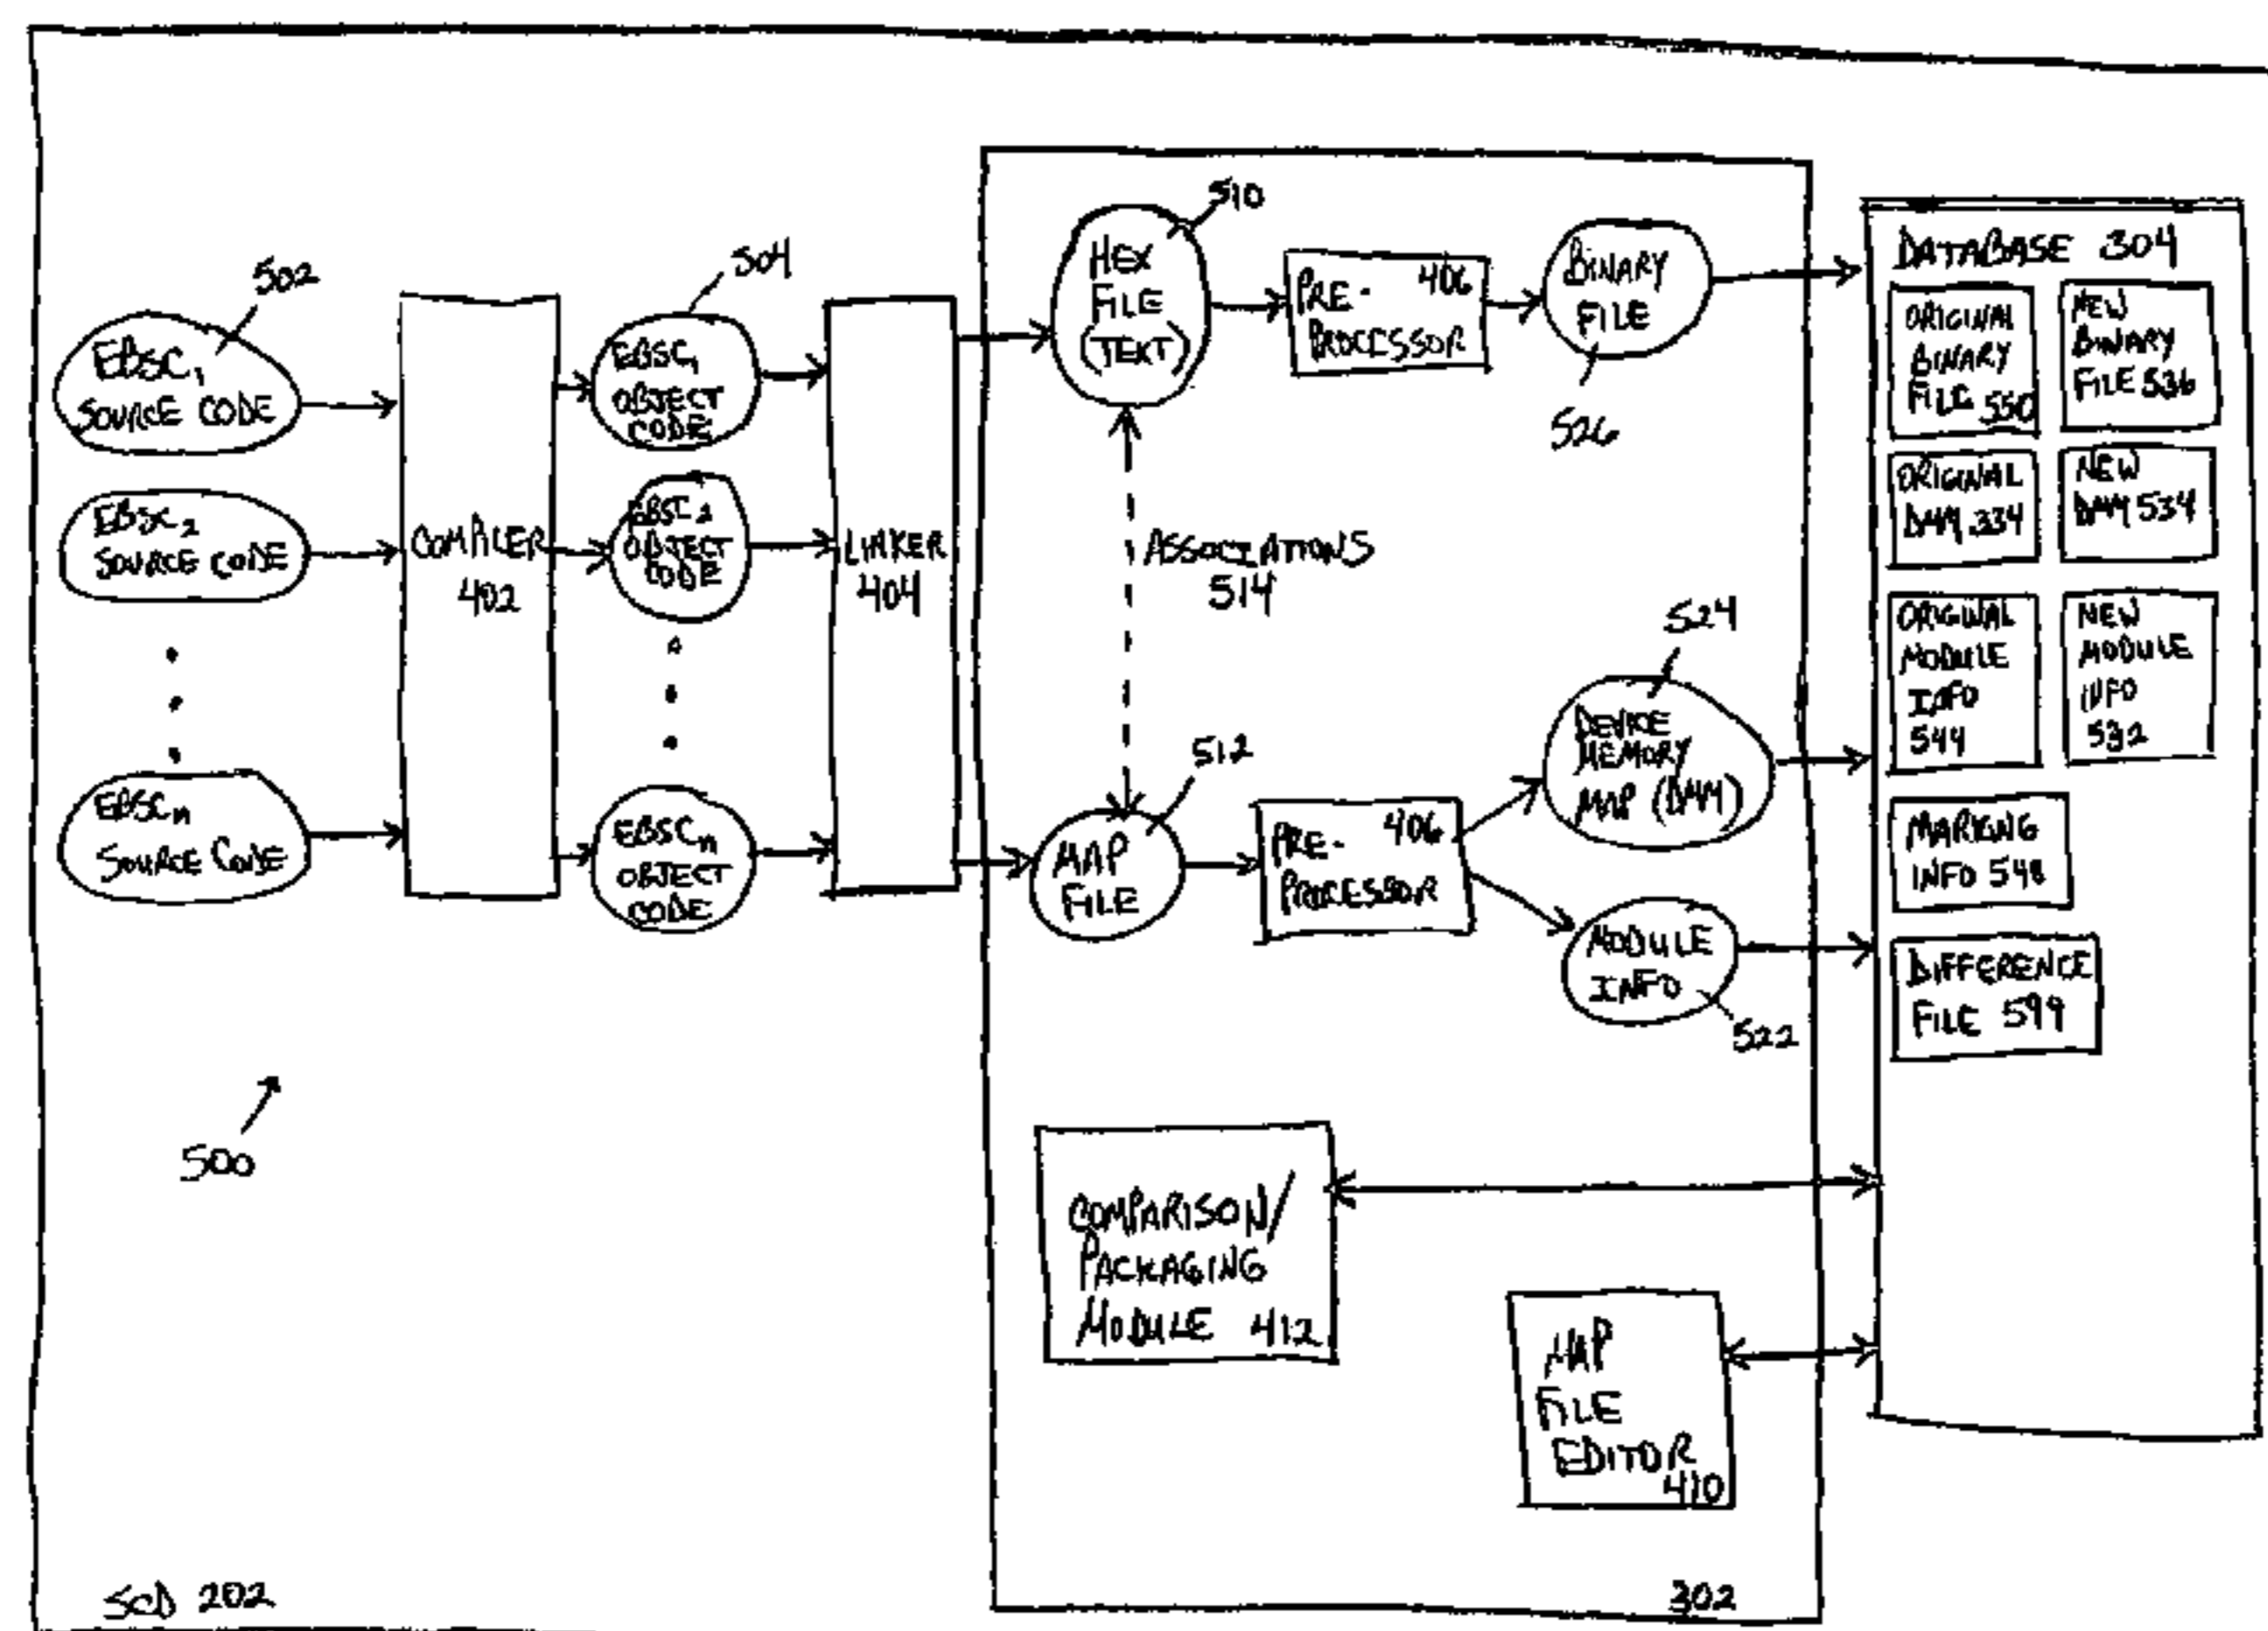 502
EBSC1
SOURCE CODE
EBSC2
SOURCE CODE
EBSCn
SOURCE CODE
500
SCD 202
COMPILER
402
504
EBSC1
OBJECT
CODE
EBSC2
OBJECT
CODE
EBSCn
OBJECT
CODE
LINKER
404
510
HEX
FILE
(TEXT)
PRE- 406
PROCESSOR
BINARY
FILE
526
ASSOCIATIONS
514
512
MAP
FILE
PRE- 406
PROCESSOR
524
DEVICE
MEMORY
MAP (DMM)
MODULE
INFO
522
COMPARISON/
PACKAGING
MODULE 412
MAP
FILE
EDITOR
410
302
DATABASE 304
ORIGINAL
BINARY
FILE 550
NEW
BINARY
FILE 536
ORIGINAL
DMM 334
NEW
DMM 534
ORIGINAL
MODULE
INFO
544
NEW
MODULE
INFO
532
MARKING
INFO 548
DIFFERENCE
FILE 599